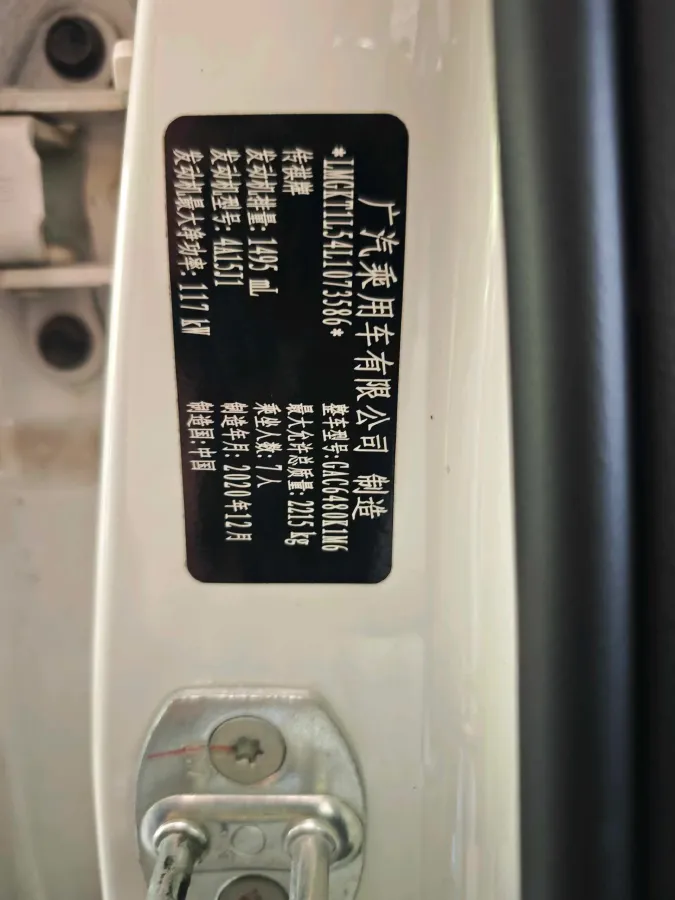 广汽乘用车有限公司 制造
*LMGKT1L54L1073586* 整车型号:GAC6480K1M6
传祺牌 最大允许总质量: 2215 kg
发动机排量: 1495 mL 乘坐人数: 7人
发动机型号: 4A15J1 制造年月: 2020年12月
发动机最大净功率: 117 kW 制造国:中国